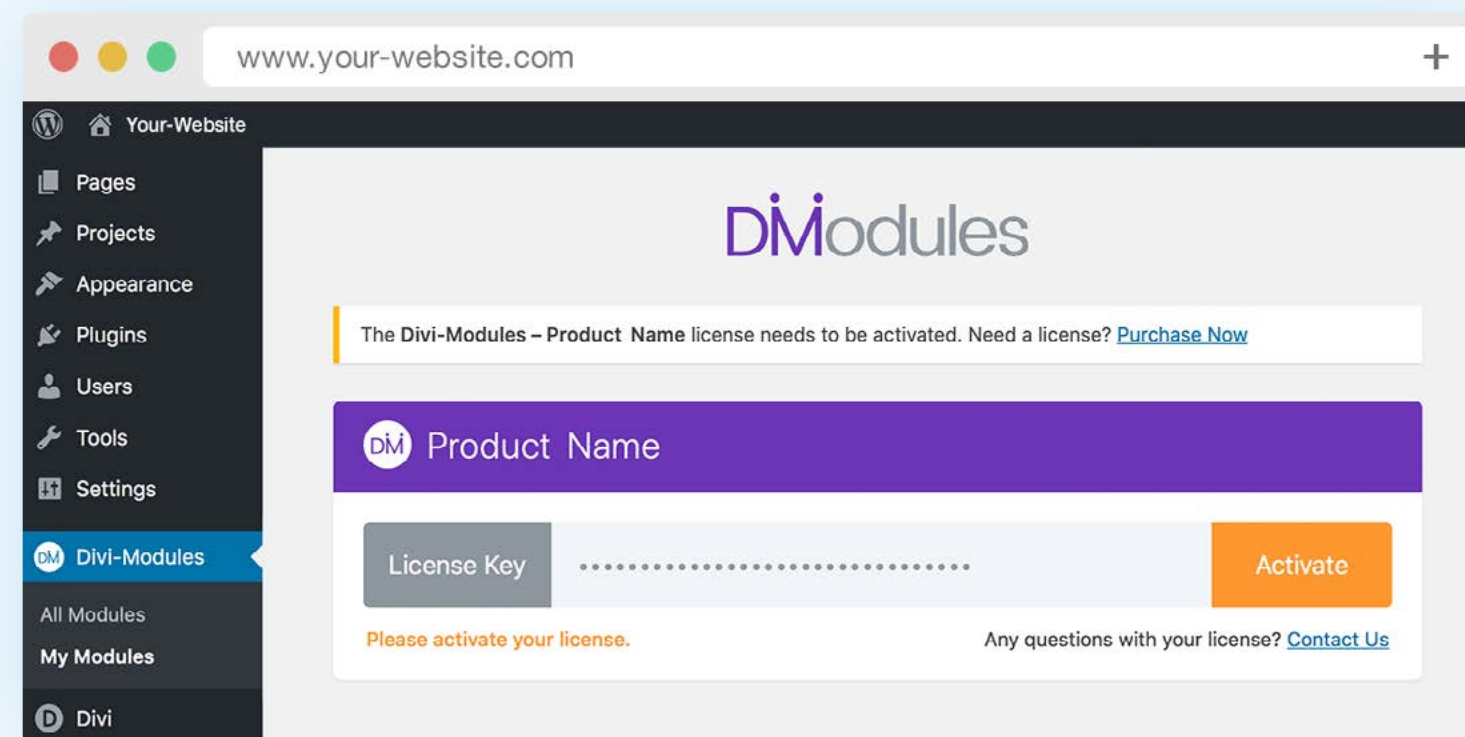 www.your-website.com +
Your-Website
Pages
Projects
Appearance
Plugins
Users
Tools
Settings
DM Divi-Modules
All Modules
My Modules
D Divi
DiModules
The Divi-Modules – Product Name license needs to be activated. Need a license? Purchase Now
DM Product Name
License Key ································ Activate
Please activate your license. Any questions with your license? Contact Us